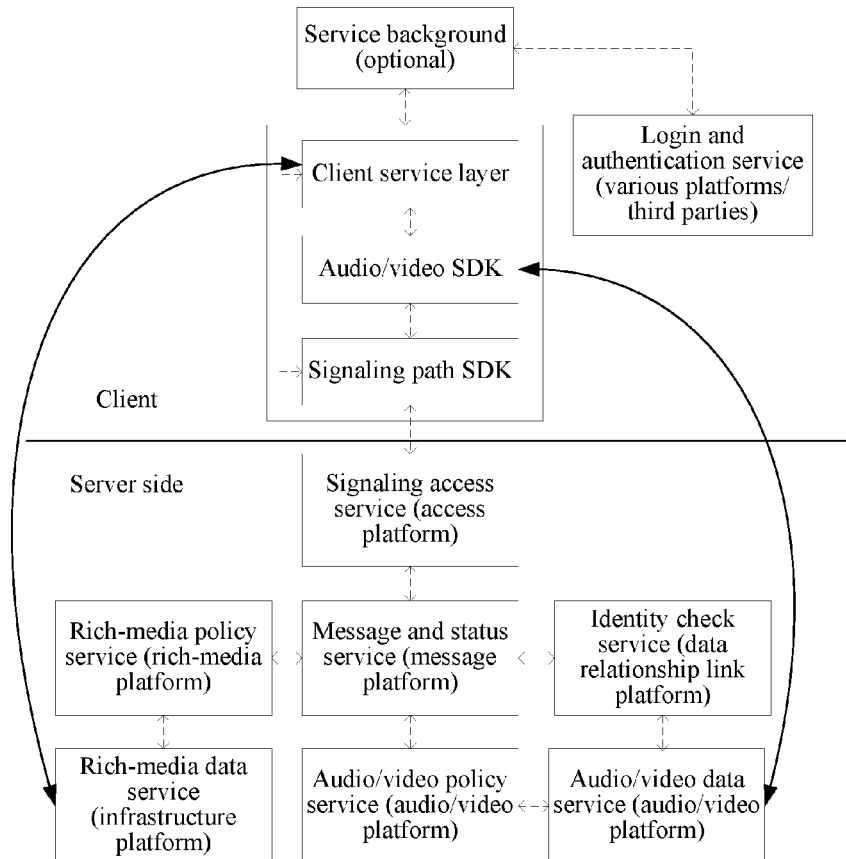 Service background
(optional)
Login and
authentication service
(various platforms/
third parties)
Client service layer
Audio/video SDK
Signaling path SDK
Client
Server side
Signaling access
service (access
platform)
Rich-media policy
service (rich-media
platform)
Message and status
service (message
platform)
Identity check
service (data
relationship link
platform)
Rich-media data
service
(infrastructure
platform)
Audio/video policy
service (audio/video
platform)
Audio/video data
service (audio/video
platform)